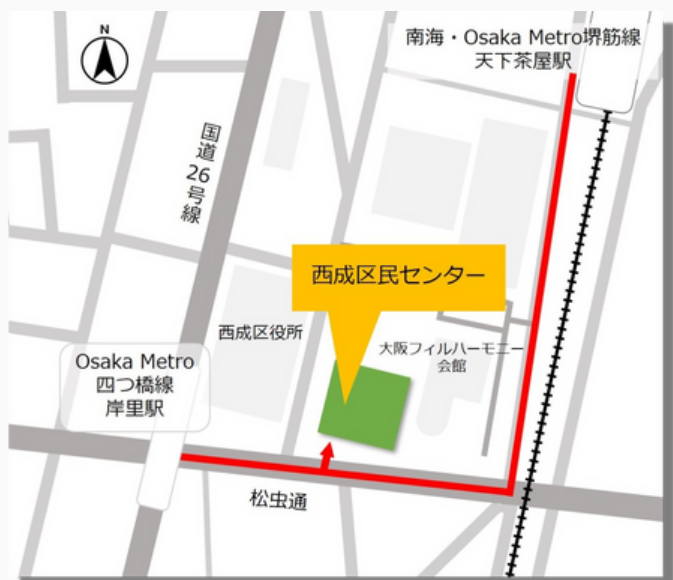 N
南海・Osaka Metro堺筋線
天下茶屋駅
国道26号線
西成区民センター
西成区役所
大阪フィルハーモニー
会館
Osaka Metro
四つ橋線
岸里駅
松虫通